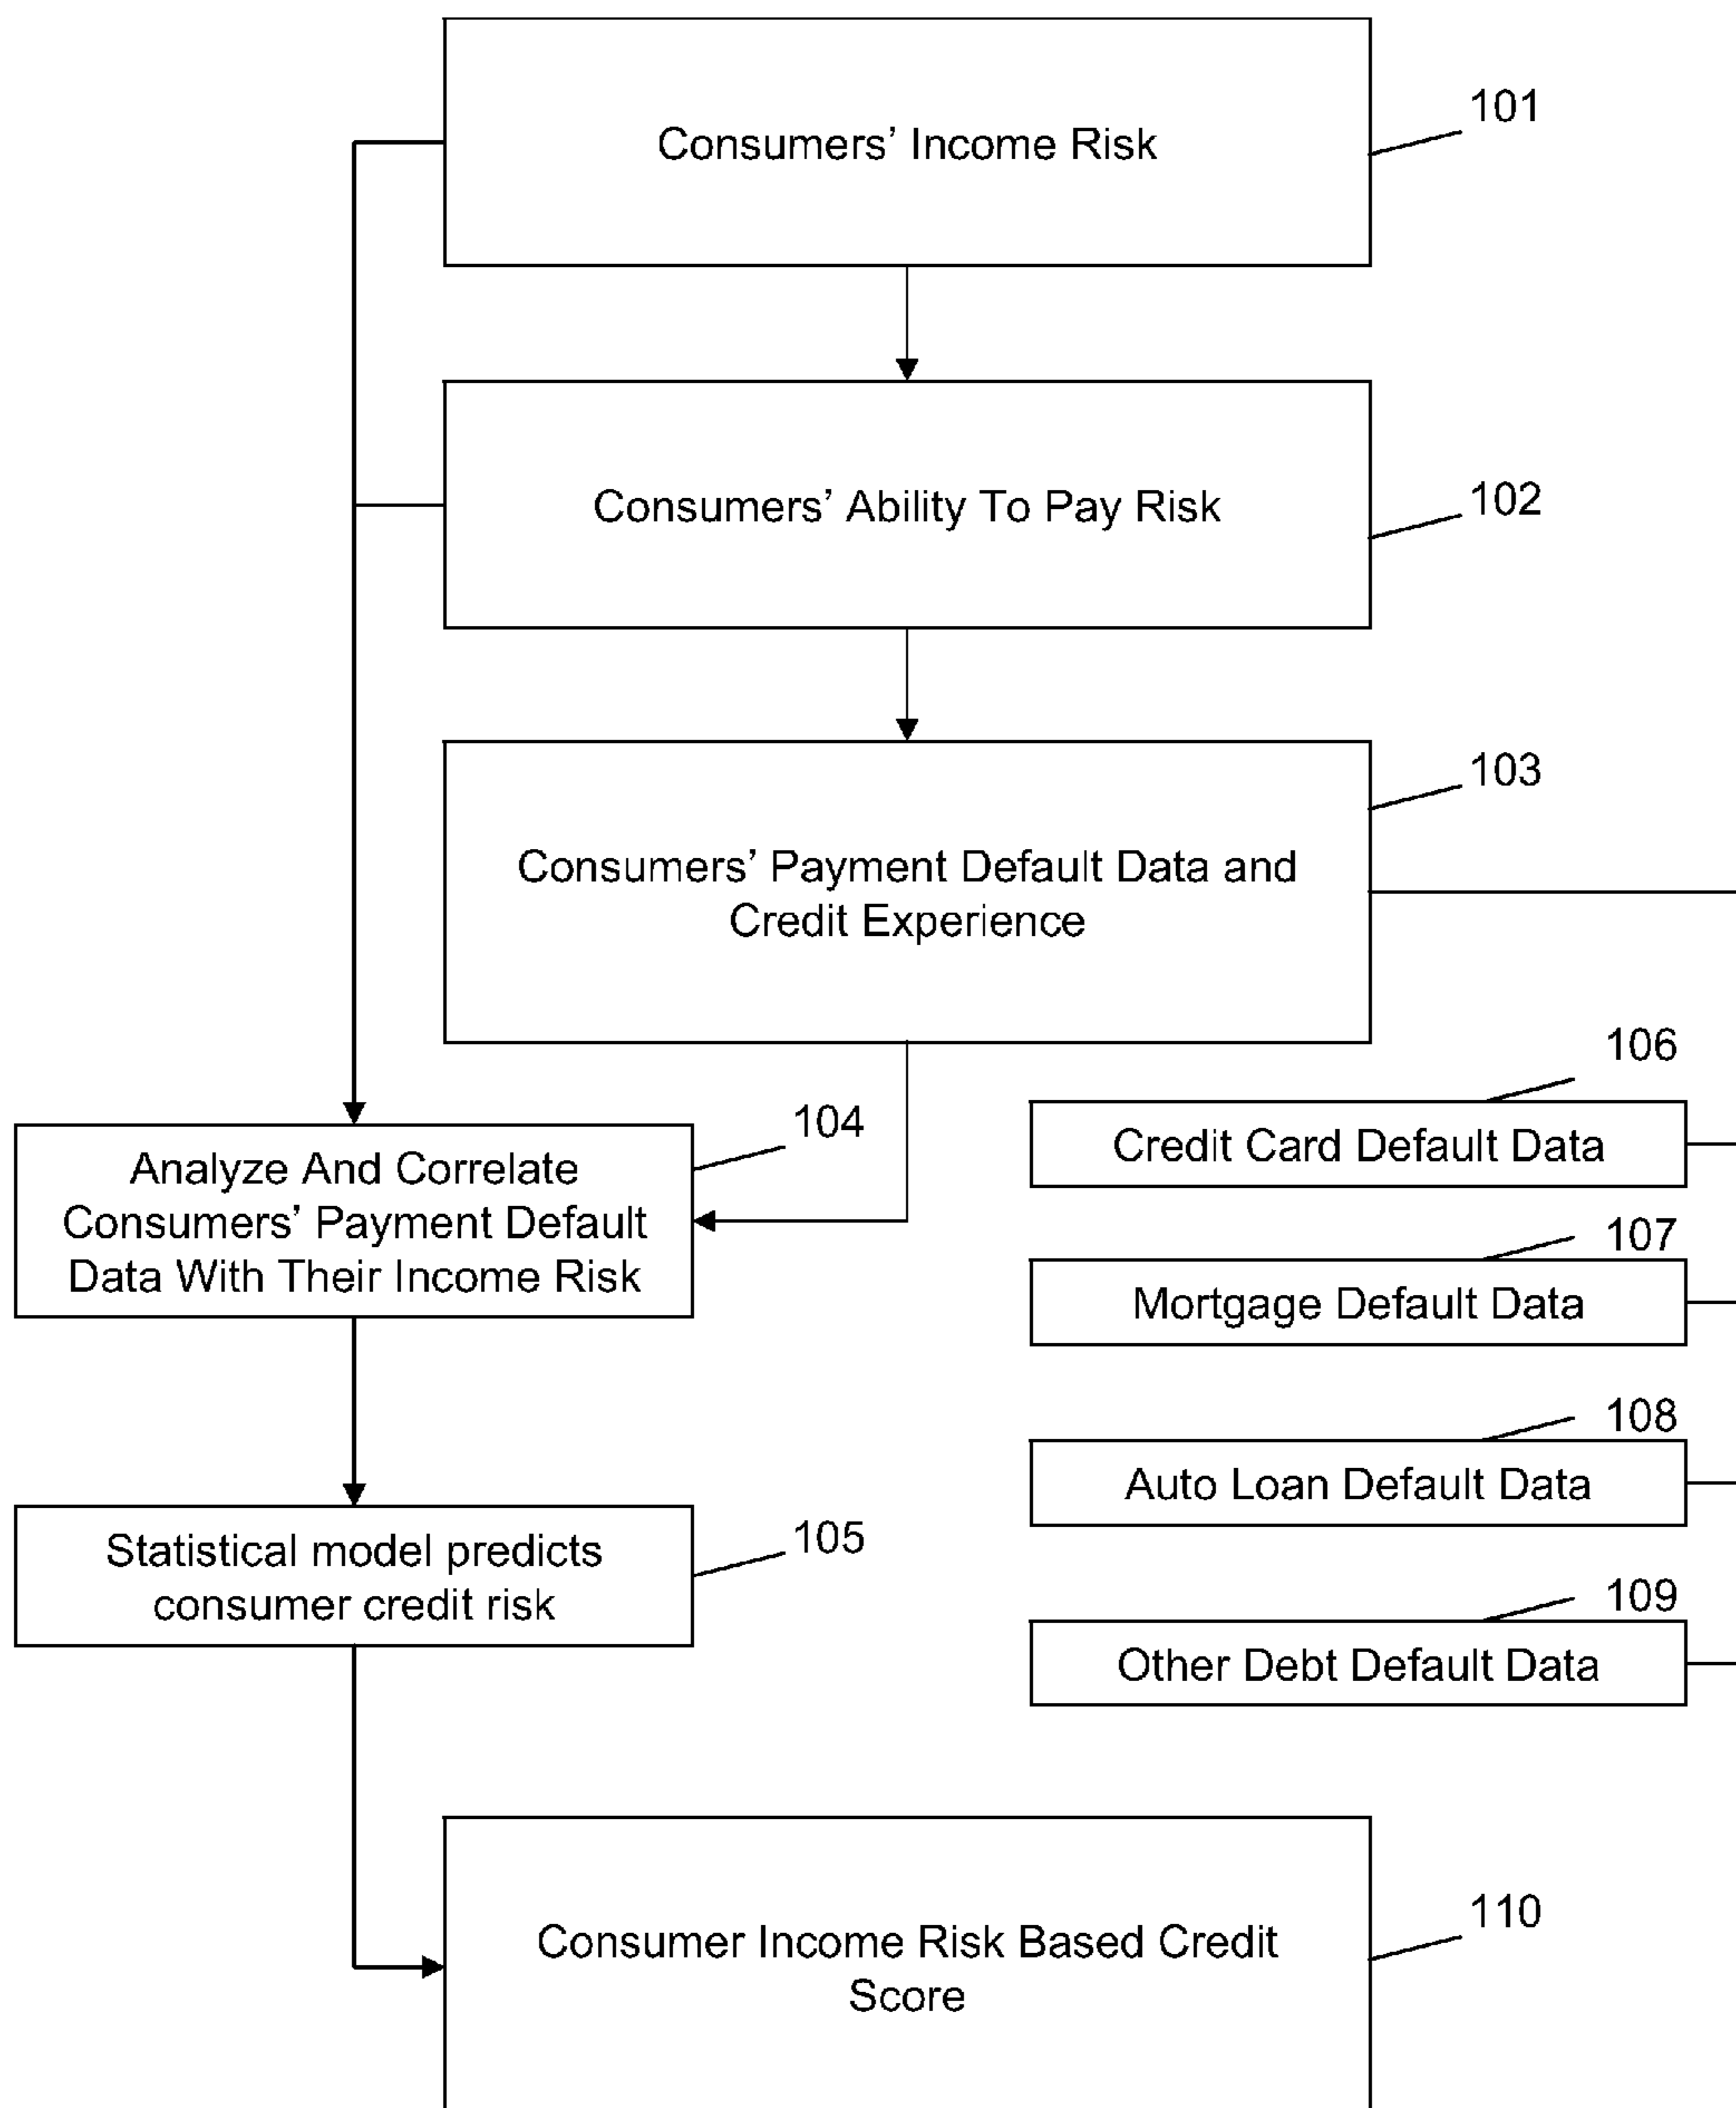 101
Consumers’ Income Risk
102
Consumers’ Ability To Pay Risk
103
Consumers’ Payment Default Data and
Credit Experience
104
Analyze And Correlate
Consumers’ Payment Default
Data With Their Income Risk
106
Credit Card Default Data
107
Mortgage Default Data
108
Auto Loan Default Data
105
Statistical model predicts
consumer credit risk
109
Other Debt Default Data
110
Consumer Income Risk Based Credit
Score